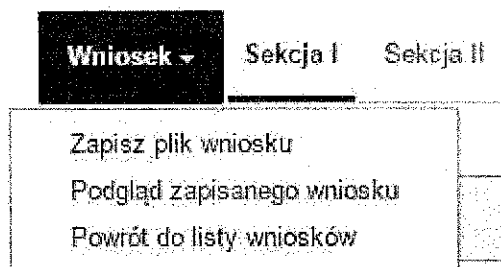 Wniosek Sekcja I Sekcja II
Zapisz plik wniosku
Podgląd zapisanego wniosku
Powrót do listy wniosków